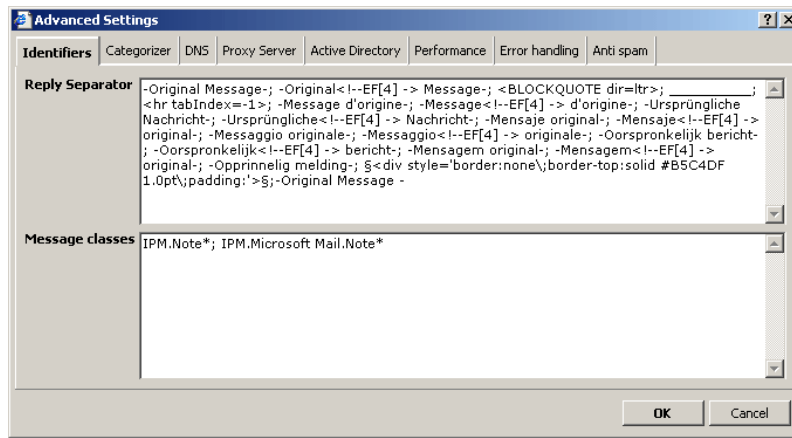 Advanced Settings
Identifiers Categorizer DNS Proxy Server Active Directory Performance Error handling Anti spam
Reply Separator
-Original Message-; -Original<!--EF[4] -> Message-; <BLOCKQUOTE dir=ltr>; __________;
<hr tabIndex=-1>; -Message d'origine-; -Message<!--EF[4] -> d'origine-; -Ursprüngliche
Nachricht-; -Ursprüngliche<!--EF[4] -> Nachricht-; -Mensaje original-; -Mensaje<!--EF[4] ->
original-; -Messaggio originale-; -Messaggio<!--EF[4] -> originale-; -Oorspronkelijk bericht-
; -Oorspronkelijk<!--EF[4] -> bericht-; -Mensagem original-; -Mensagem<!--EF[4] ->
original-; -Opprinnelig melding-; §<div style='border:none\;border-top:solid #B5C4DF
1.0pt\;padding:'>§;-Original Message -
Message classes
IPM.Note*; IPM.Microsoft Mail.Note*
OK Cancel